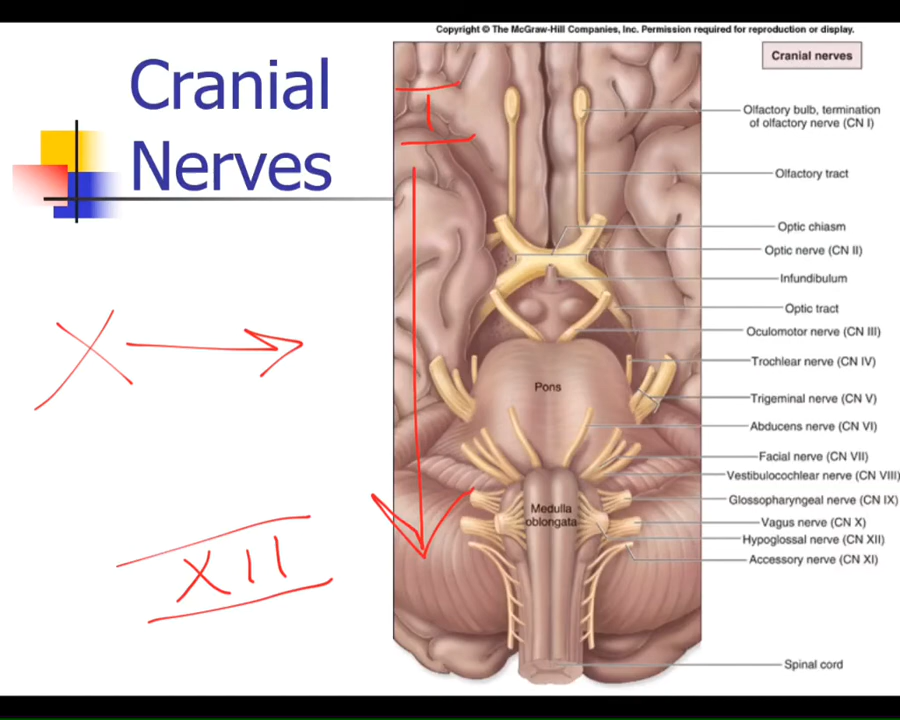 Copyright © The McGraw-Hill Companies, Inc. Permission required for reproduction or display.
Cranial
Nerves
Cranial nerves
Olfactory bulb, termination
of olfactory nerve (CN I)
Olfactory tract
Optic chiasm
Optic nerve (CN II)
Infundibulum
Optic tract
Oculomotor nerve (CN III)
Trochlear nerve (CN IV)
Trigeminal nerve (CN V)
Abducens nerve (CN VI)
Facial nerve (CN VII)
Vestibulocochlear nerve (CN VIII)
Glossopharyngeal nerve (CN IX)
Vagus nerve (CN X)
Hypoglossal nerve (CN XII)
Accessory nerve (CN XI)
Spinal cord
Pons
Medulla
oblongata
I
X
XII